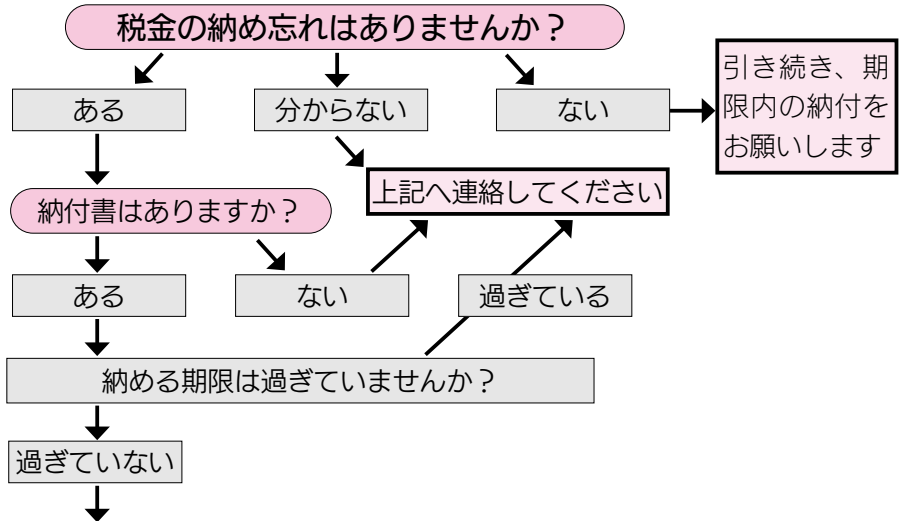 税金の納め忘れはありませんか？
ある
分からない
ない
引き続き、期
限内の納付を
お願いします
上記へ連絡してください
納付書はありますか？
ある
ない
過ぎている
納める期限は過ぎていませんか？
過ぎていない